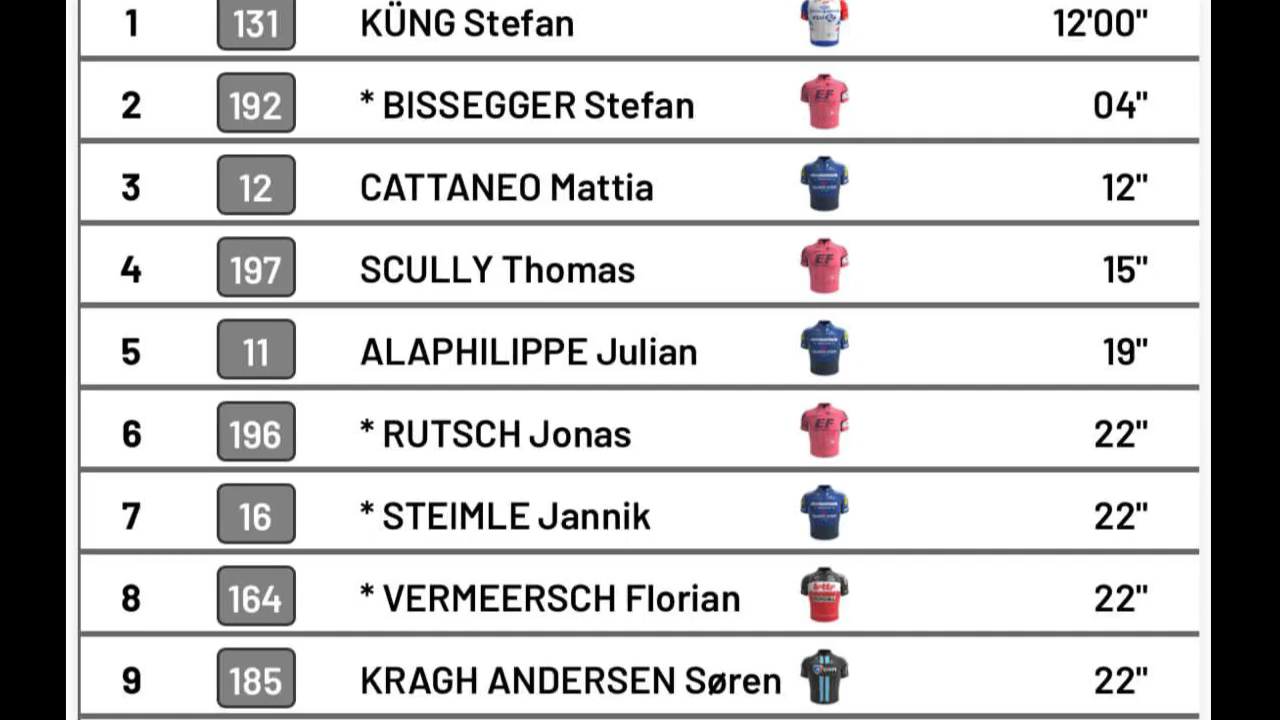 1 131 KÜNG Stefan 12'00"
2 192 * BISSEGGER Stefan 04"
3 12 CATTANEO Mattia 12"
4 197 SCULLY Thomas 15"
5 11 ALAPHILIPPE Julian 19"
6 196 * RUTSCH Jonas 22"
7 16 * STEIMLE Jannik 22"
8 164 * VERMEERSCH Florian 22"
9 185 KRAGH ANDERSEN Søren 22"